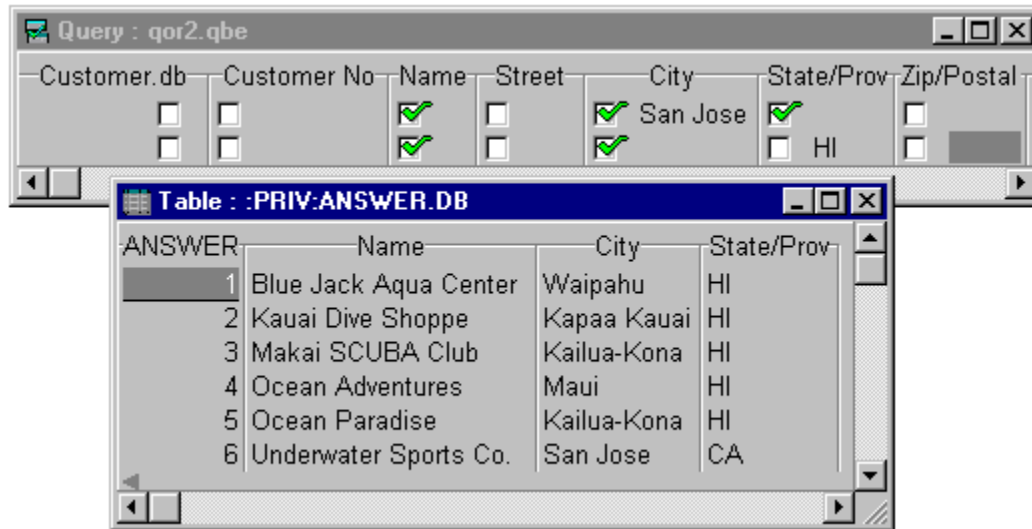 Query : qor2.qbe
Customer.db Customer No Name Street City State/Prov Zip/Postal
San Jose
HI
Table : :PRIV:ANSWER.DB
ANSWER Name City State/Prov
1 Blue Jack Aqua Center Waipahu HI
2 Kauai Dive Shoppe Kapaa Kauai HI
3 Makai SCUBA Club Kailua-Kona HI
4 Ocean Adventures Maui HI
5 Ocean Paradise Kailua-Kona HI
6 Underwater Sports Co. San Jose CA